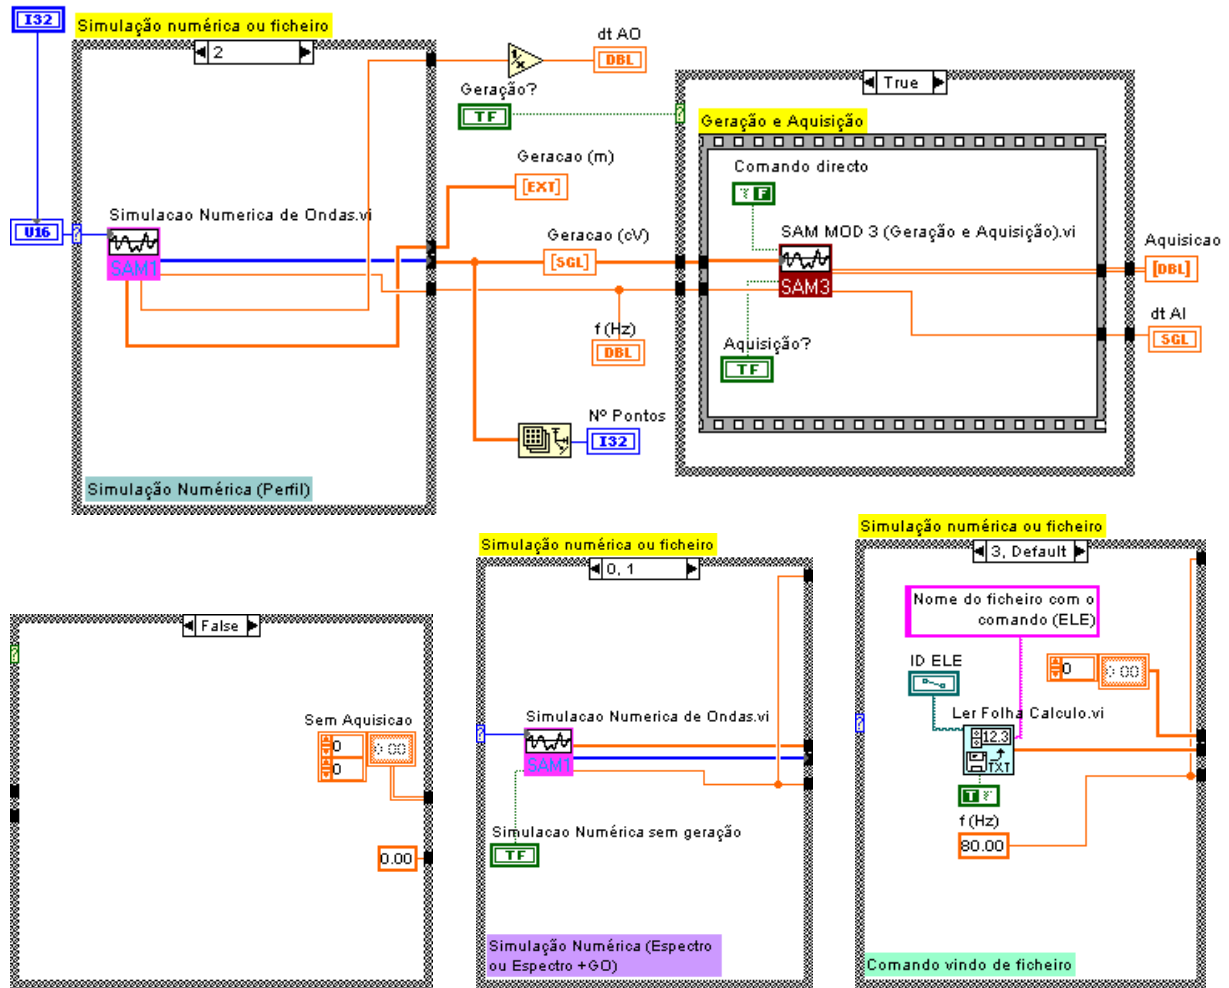 I32
Simulação numérica ou ficheiro
2
1/x
dt AO
DBL
Geração?
TF
True
Geração e Aquisição
Geracao (m)
[EXT]
Comando directo
F
Simulacao Numerica de Ondas.vi
U16
SAM1
Geracao (cV)
[SGL]
SAM MOD 3 (Geração e Aquisição).vi
SAM3
Aquisicao
[DBL]
f (Hz)
DBL
Aquisição?
TF
dt AI
SGL
Nº Pontos
I32
Simulação Numérica (Perfil)
False
?
Sem Aquisicao
0
0
0.00
0.00
Simulação numérica ou ficheiro
0, 1
?
Simulacao Numerica de Ondas.vi
SAM1
Simulacao Numérica sem geração
TF
Simulação Numérica (Espectro
ou Espectro +GO)
Simulação numérica ou ficheiro
3, Default
Nome do ficheiro com o
comando (ELE)
ID ELE
0
0.00
?
Ler Folha Calculo.vi
12.3
TXT
T
f (Hz)
80.00
Comando vindo de ficheiro